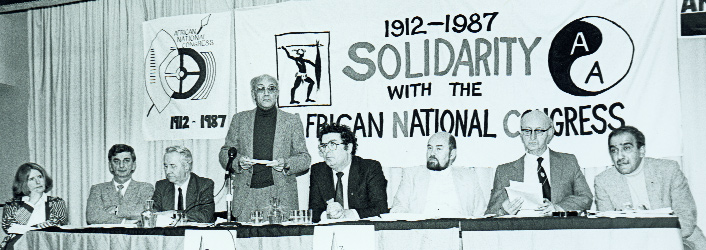 AFRICAN
NATIONAL
CONGRESS
1912 - 1987
1912-1987
SOLIDARITY
WITH THE
AFRICAN NATIONAL CONGRESS
A
A